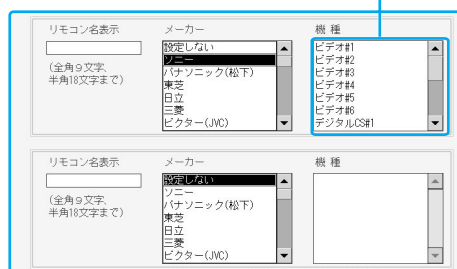 リモコン名表示
(全角9文字、
半角18文字まで)
メーカー
設定しない
ソニー
パナソニック(松下)
東芝
日立
三菱
ビクター(JVC)
機 種
ビデオ#1
ビデオ#2
ビデオ#3
ビデオ#4
ビデオ#5
ビデオ#6
デジタルCS#1
リモコン名表示
(全角9文字、
半角18文字まで)
メーカー
設定しない
ソニー
パナソニック(松下)
東芝
日立
三菱
ビクター(JVC)
機 種